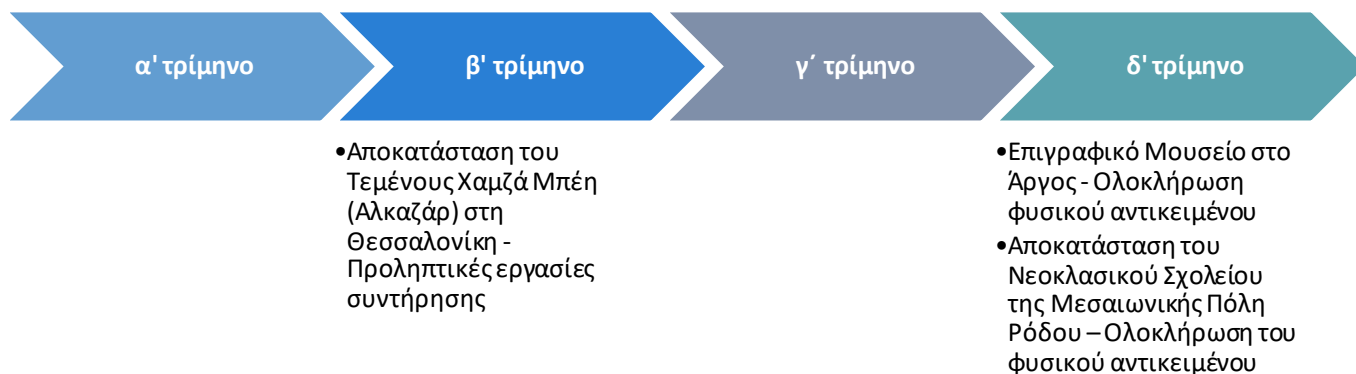 α' τρίμηνο
β' τρίμηνο
γ΄ τρίμηνο
δ' τρίμηνο
•Αποκατάσταση του
Τεμένους Χαμζά Μπέη
(Αλκαζάρ) στη
Θεσσαλονίκη -
Προληπτικές εργασίες
συντήρησης
•Επιγραφικό Μουσείο στο
Άργος - Ολοκλήρωση
φυσικού αντικειμένου
•Αποκατάσταση του
Νεοκλασικού Σχολείου
της Μεσαιωνικής Πόλη
Ρόδου – Ολοκλήρωση του
φυσικού αντικειμένου